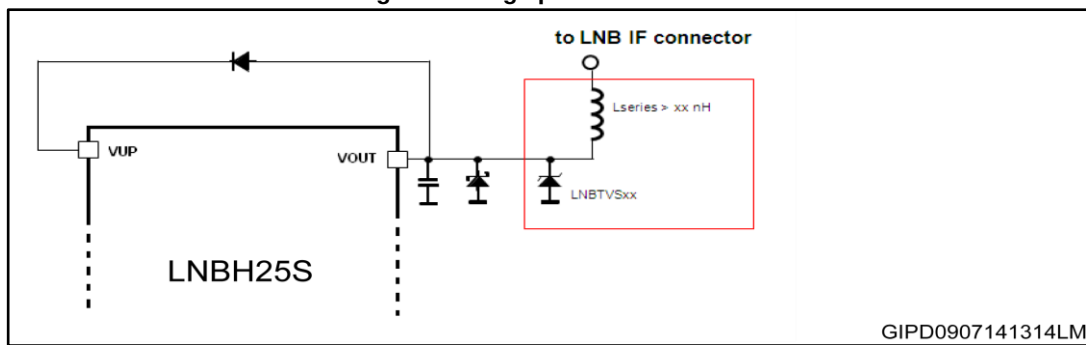 to LNB IF connector
Lseries > xx nH
VUP
VOUT
LNBTVSxx
LNBH25S
GIPD0907141314LM